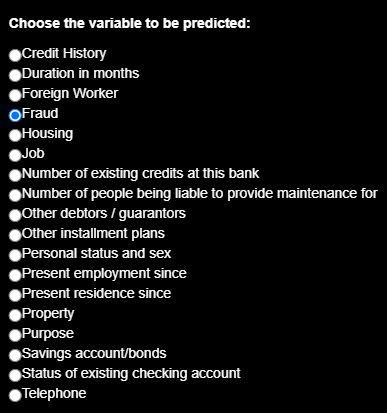 Choose the variable to be predicted:
Credit History
Duration in months
Foreign Worker
Fraud
Housing
Job
Number of existing credits at this bank
Number of people being liable to provide maintenance for
Other debtors / guarantors
Other installment plans
Personal status and sex
Present employment since
Present residence since
Property
Purpose
Savings account/bonds
Status of existing checking account
Telephone